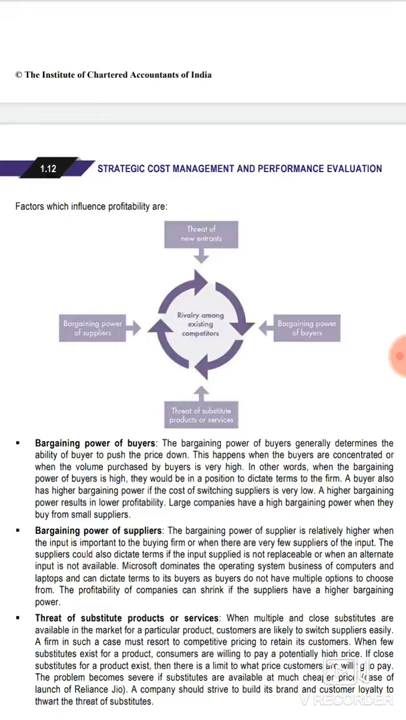 © The Institute of Chartered Accountants of India
1.12
STRATEGIC COST MANAGEMENT AND PERFORMANCE EVALUATION
Factors which influence profitability are:
Threat of
new entrants
Bargaining power
of suppliers
Rivalry among
existing
competitors
Bargaining power
of buyers
Threat of substitute
products or services
▪ Bargaining power of buyers: The bargaining power of buyers generally determines the
ability of buyer to push the price down. This happens when the buyers are concentrated or
when the volume purchased by buyers is very high. In other words, when the bargaining
power of buyers is high, they would be in a position to dictate terms to the firm. A buyer also
has higher bargaining power if the cost of switching suppliers is very low. A higher bargaining
power results in lower profitability. Large companies have a high bargaining power when they
buy from small suppliers.
▪ Bargaining power of suppliers: The bargaining power of supplier is relatively higher when
the input is important to the buying firm or when there are very few suppliers of the input. The
suppliers could also dictate terms if the input supplied is not replaceable or when an alternate
input is not available. Microsoft dominates the operating system business of computers and
laptops and can dictate terms to its buyers as buyers do not have multiple options to choose
from. The profitability of companies can shrink if the suppliers have a higher bargaining
power.
▪ Threat of substitute products or services: When multiple and close substitutes are
available in the market for a particular product, customers are likely to switch suppliers easily.
A firm in such a case must resort to competitive pricing to retain its customers. When few
substitutes exist for a product, consumers are willing to pay a potentially high price. If close
substitutes for a product exist, then there is a limit to what price customers are willing to pay.
The problem becomes severe if substitutes are available at much cheaper price (case of
launch of Reliance Jio). A company should strive to build its brand and customer loyalty to
thwart the threat of substitutes.
VR RECORDER